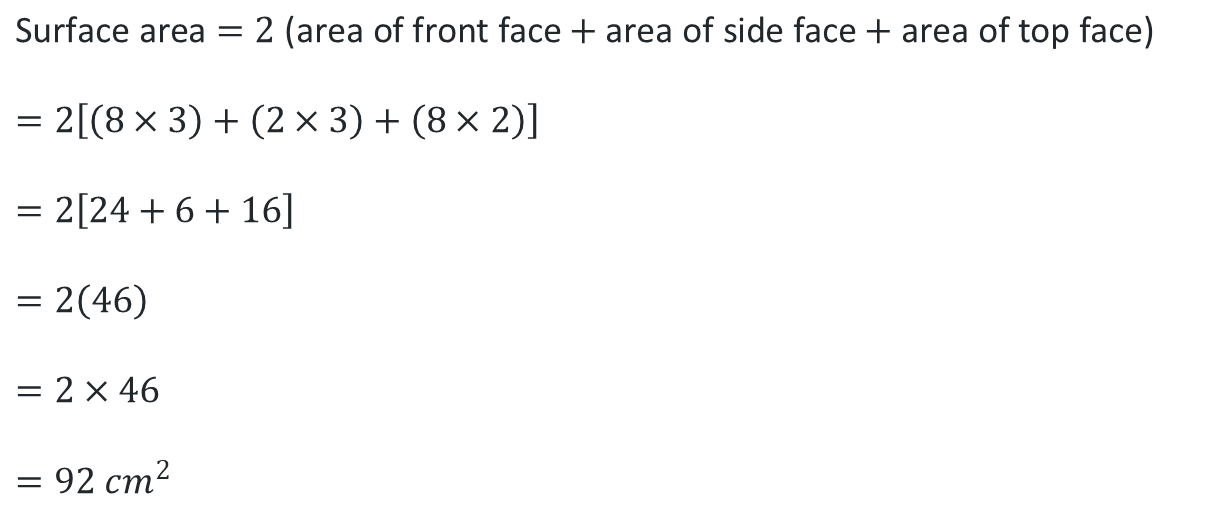 Surface area = 2 (area of front face + area of side face + area of top face)
= 2[(8 × 3) + (2 × 3) + (8 × 2)]
= 2[24 + 6 + 16]
= 2(46)
= 2 × 46
= 92 cm²